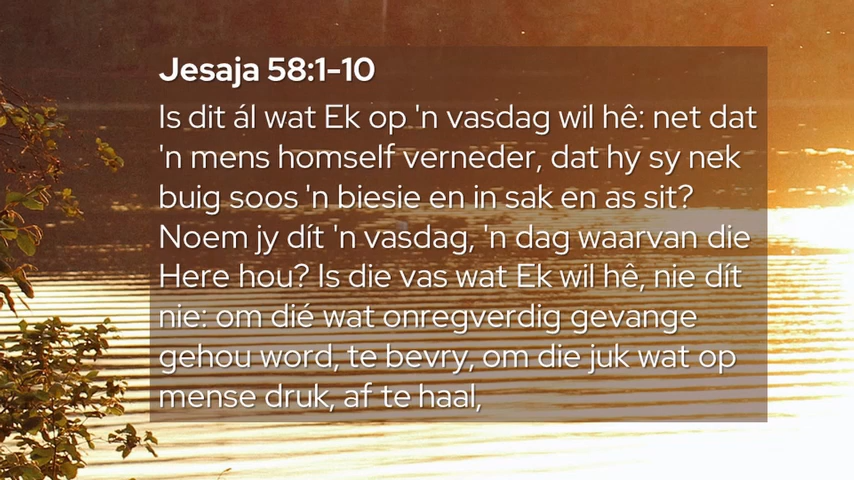 Jesaja 58:1-10
Is dit ál wat Ek op 'n vasdag wil hê: net dat
'n mens homself verneder, dat hy sy nek
buig soos 'n biesie en in sak en as sit?
Noem jy dít 'n vasdag, 'n dag waarvan die
Here hou? Is die vas wat Ek wil hê, nie dít
nie: om dié wat onregverdig gevange
gehou word, te bevry, om die juk wat op
mense druk, af te haal,